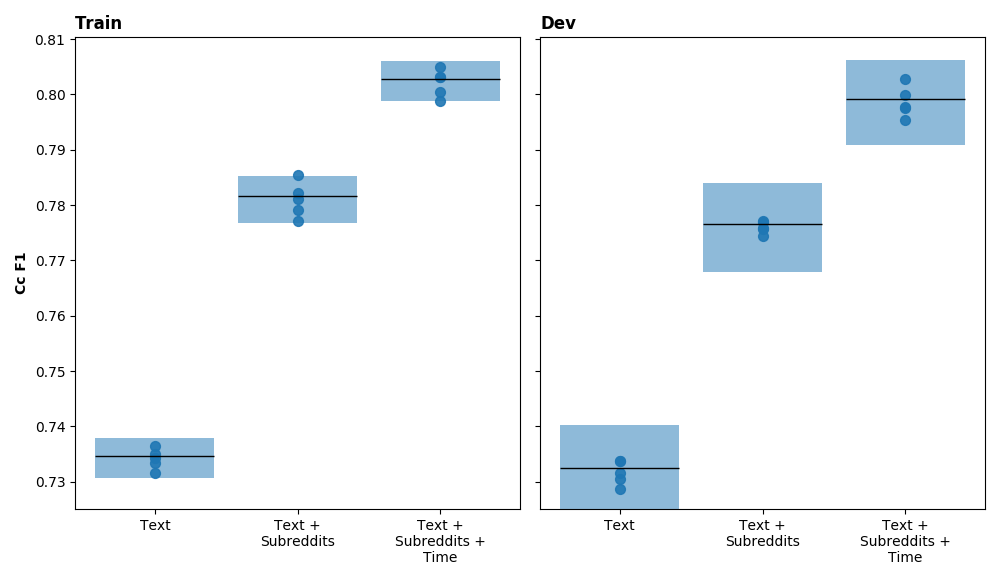 Train
Dev
Cc F1
0.81
0.80
0.79
0.78
0.77
0.76
0.75
0.74
0.73
Text
Text +
Subreddits
Text +
Subreddits +
Time
Text
Text +
Subreddits
Text +
Subreddits +
Time